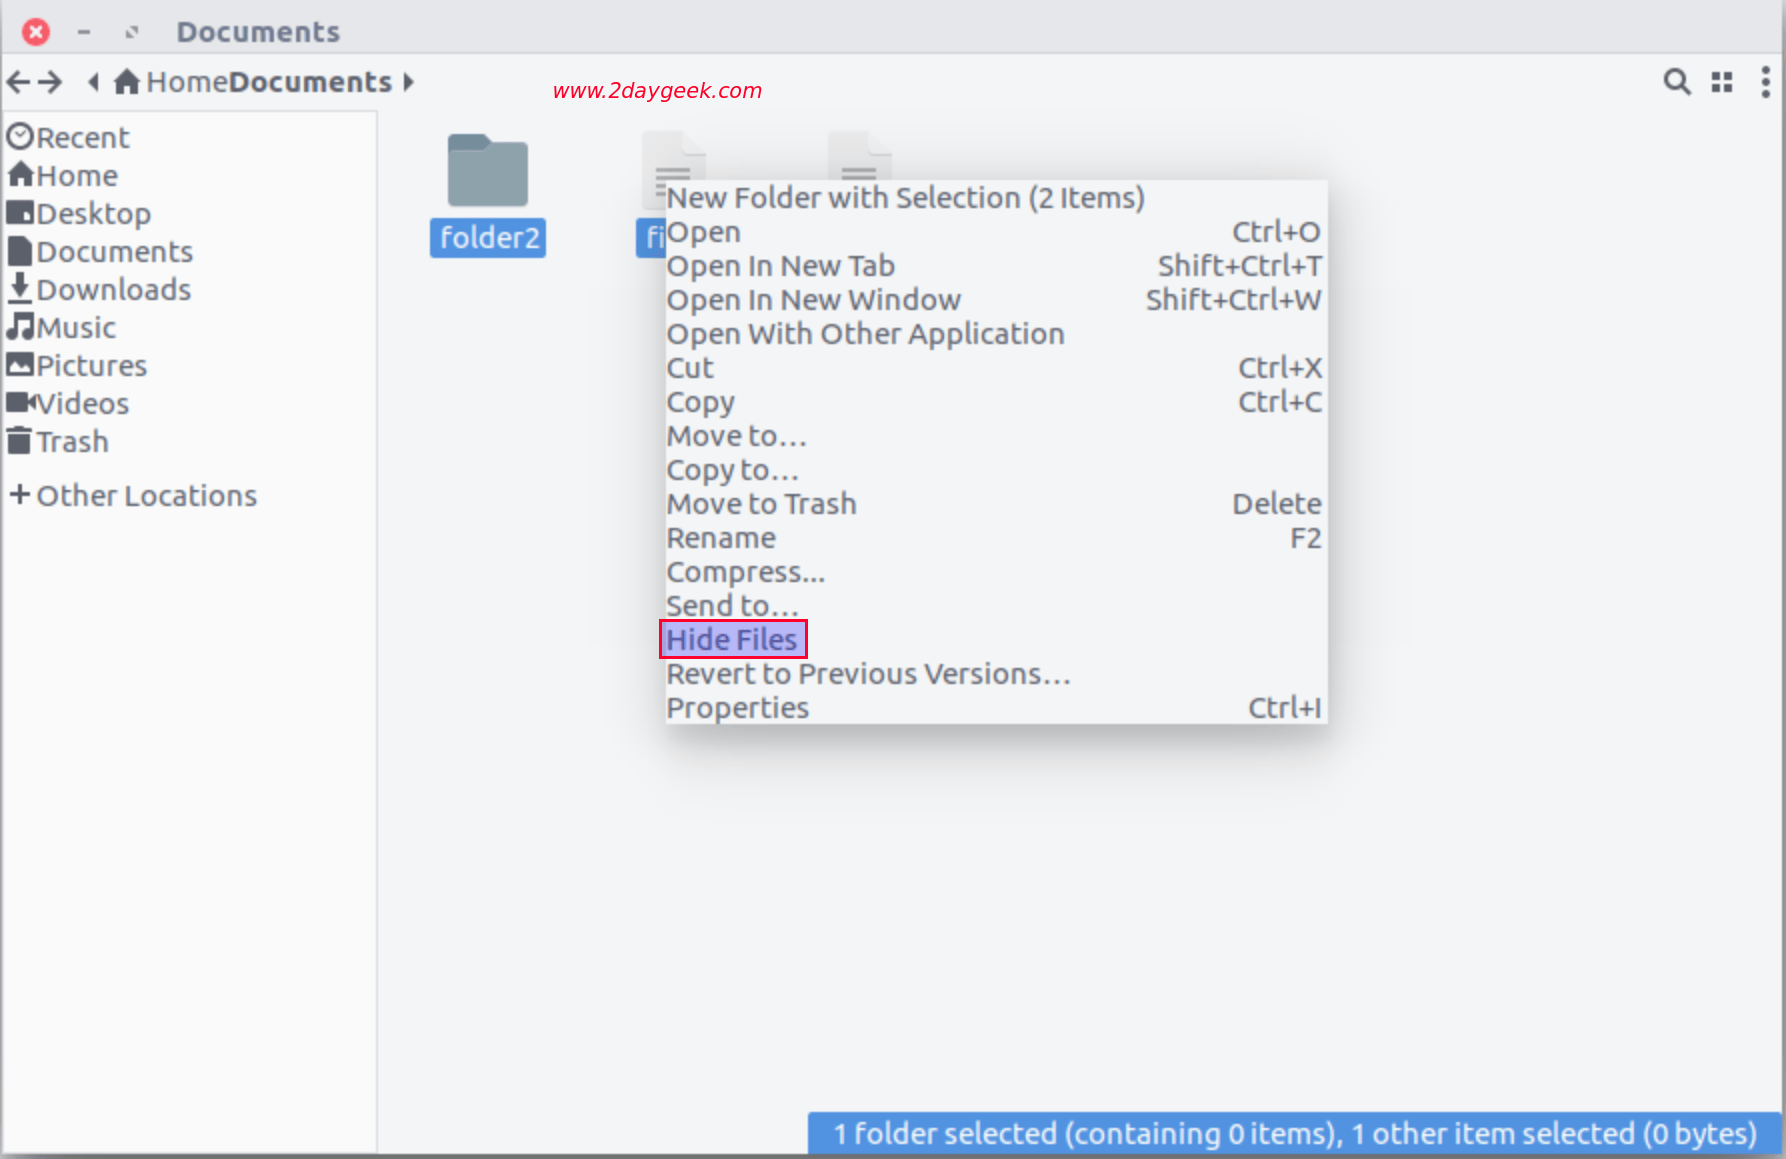 Documents
HomeDocuments
www.2daygeek.com
Recent
Home
Desktop
Documents
Downloads
Music
Pictures
Videos
Trash
Other Locations
folder2
fi
New Folder with Selection (2 Items)
Open Ctrl+O
Open In New Tab Shift+Ctrl+T
Open In New Window Shift+Ctrl+W
Open With Other Application
Cut Ctrl+X
Copy Ctrl+C
Move to…
Copy to…
Move to Trash Delete
Rename F2
Compress...
Send to…
Hide Files
Revert to Previous Versions…
Properties Ctrl+I
1 folder selected (containing 0 items), 1 other item selected (0 bytes)